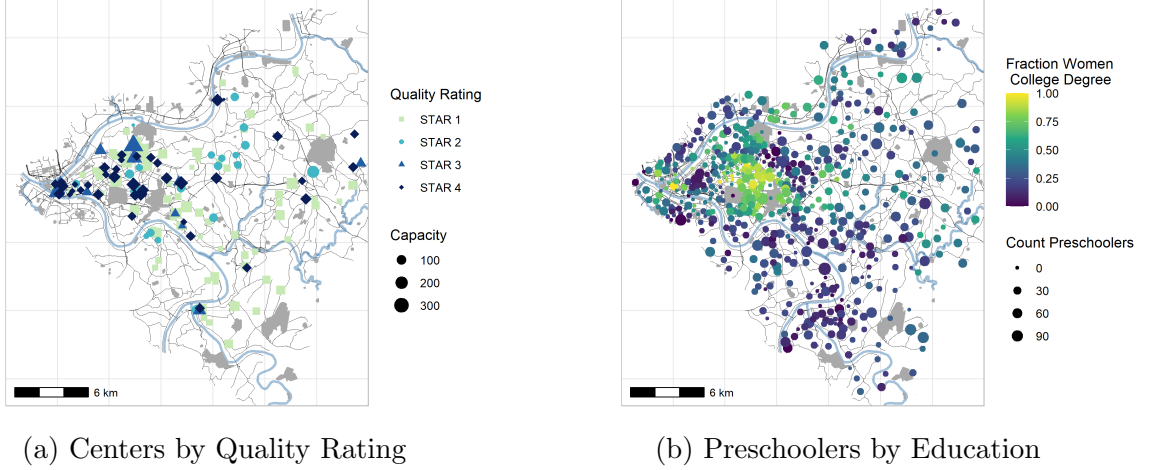 Quality Rating
STAR 1
STAR 2
STAR 3
STAR 4
Capacity
100
200
300
6 km
(a) Centers by Quality Rating
Fraction Women
College Degree
1.00
0.75
0.50
0.25
0.00
Count Preschoolers
0
30
60
90
6 km
(b) Preschoolers by Education